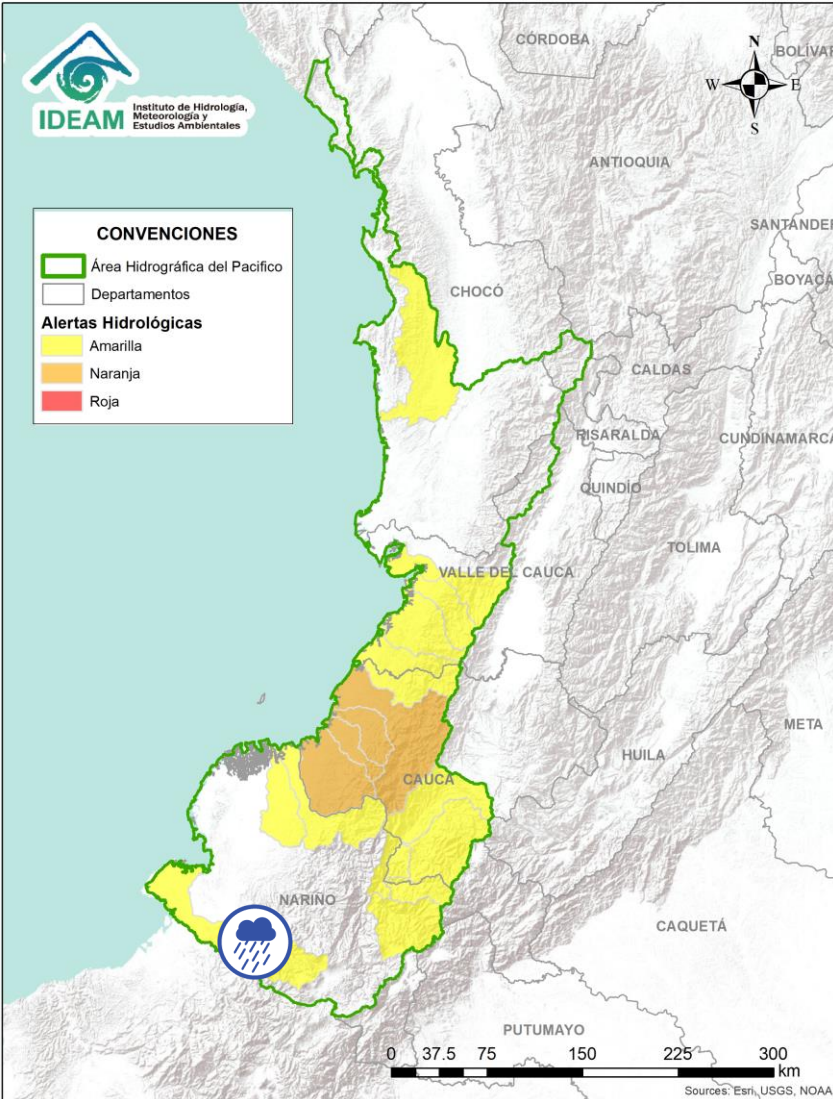 IDEAM
Instituto de Hidrología,
Meteorología y
Estudios Ambientales
N
W
E
S
CÓRDOBA
BOLÍVAR
ANTIOQUIA
SANTANDER
BOYACÁ
CHOCÓ
CONVENCIONES
Área Hidrográfica del Pacifico
Departamentos
Alertas Hidrológicas
Amarilla
Naranja
Roja
CALDAS
RISARALDA
CUNDINAMARCA
QUINDÍO
TOLIMA
VALLE DEL CAUCA
META
HUILA
CAUCA
NARIÑO
CAQUETÁ
PUTUMAYO
0 37.5 75 150 225 300
km
Sources: Esri, USGS, NOAA